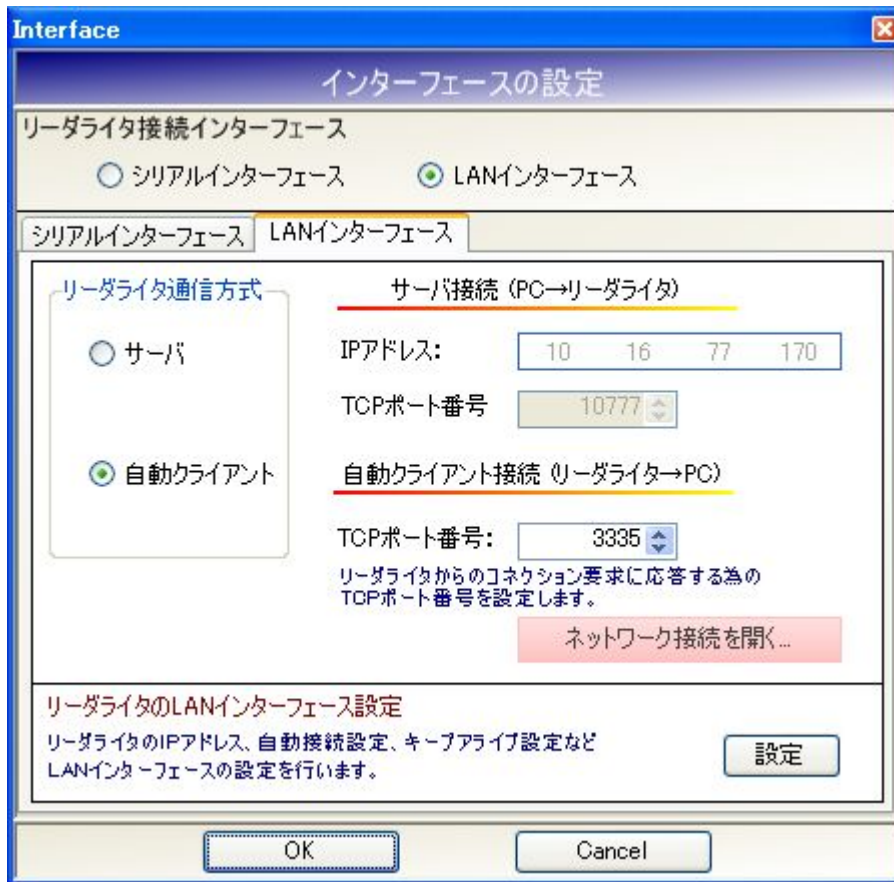 Interface
インターフェースの設定
リーダライタ接続インターフェース
シリアルインターフェース LANインターフェース
シリアルインターフェース LANインターフェース
リーダライタ通信方式
サーバ
自動クライアント
サーバ接続 (PC→リーダライタ)
IPアドレス: 10 16 77 170
TCPポート番号 10777
自動クライアント接続 (リーダライタ→PC)
TCPポート番号: 3335
リーダライタからのコネクション要求に応答する為の
TCPポート番号を設定します。
ネットワーク接続を開く...
リーダライタのLANインターフェース設定
リーダライタのIPアドレス、自動接続設定、キープアライブ設定など
LANインターフェースの設定を行います。
設定
OK Cancel